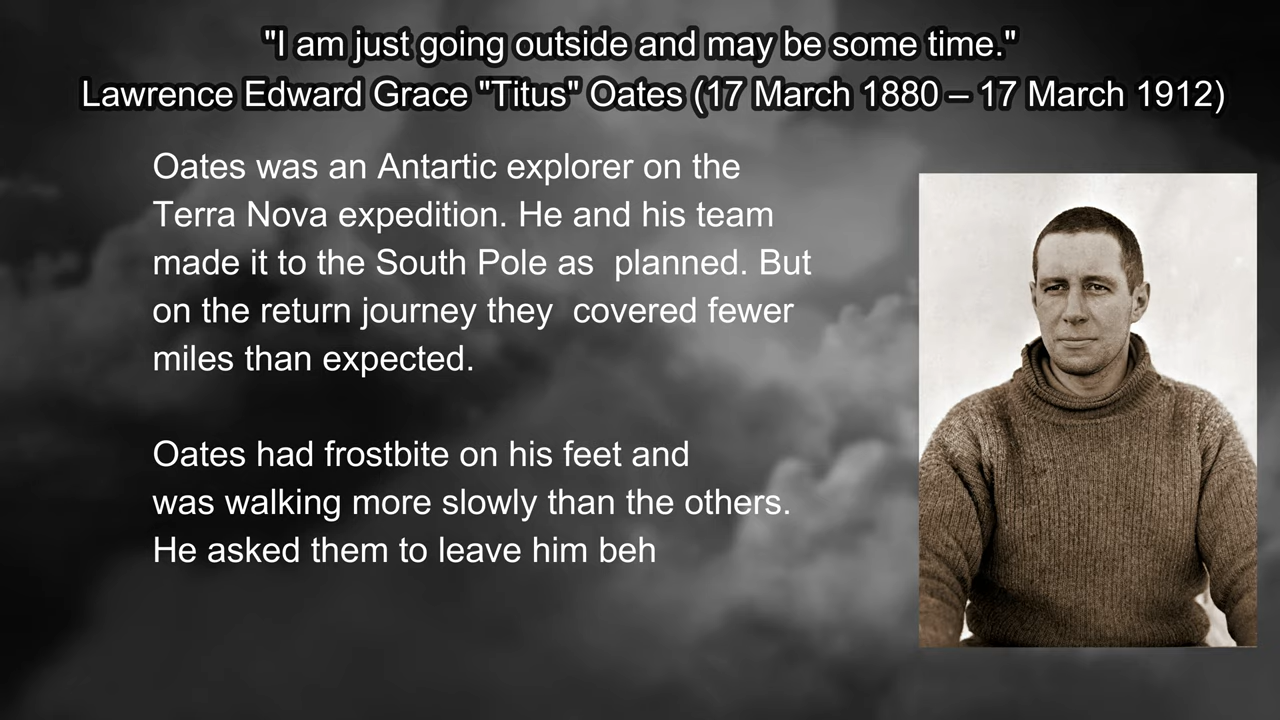 "I am just going outside and may be some time."
Lawrence Edward Grace "Titus" Oates (17 March 1880 – 17 March 1912)
Oates was an Antartic explorer on the
Terra Nova expedition. He and his team
made it to the South Pole as  planned. But
on the return journey they  covered fewer
miles than expected.
Oates had frostbite on his feet and
was walking more slowly than the others.
He asked them to leave him beh